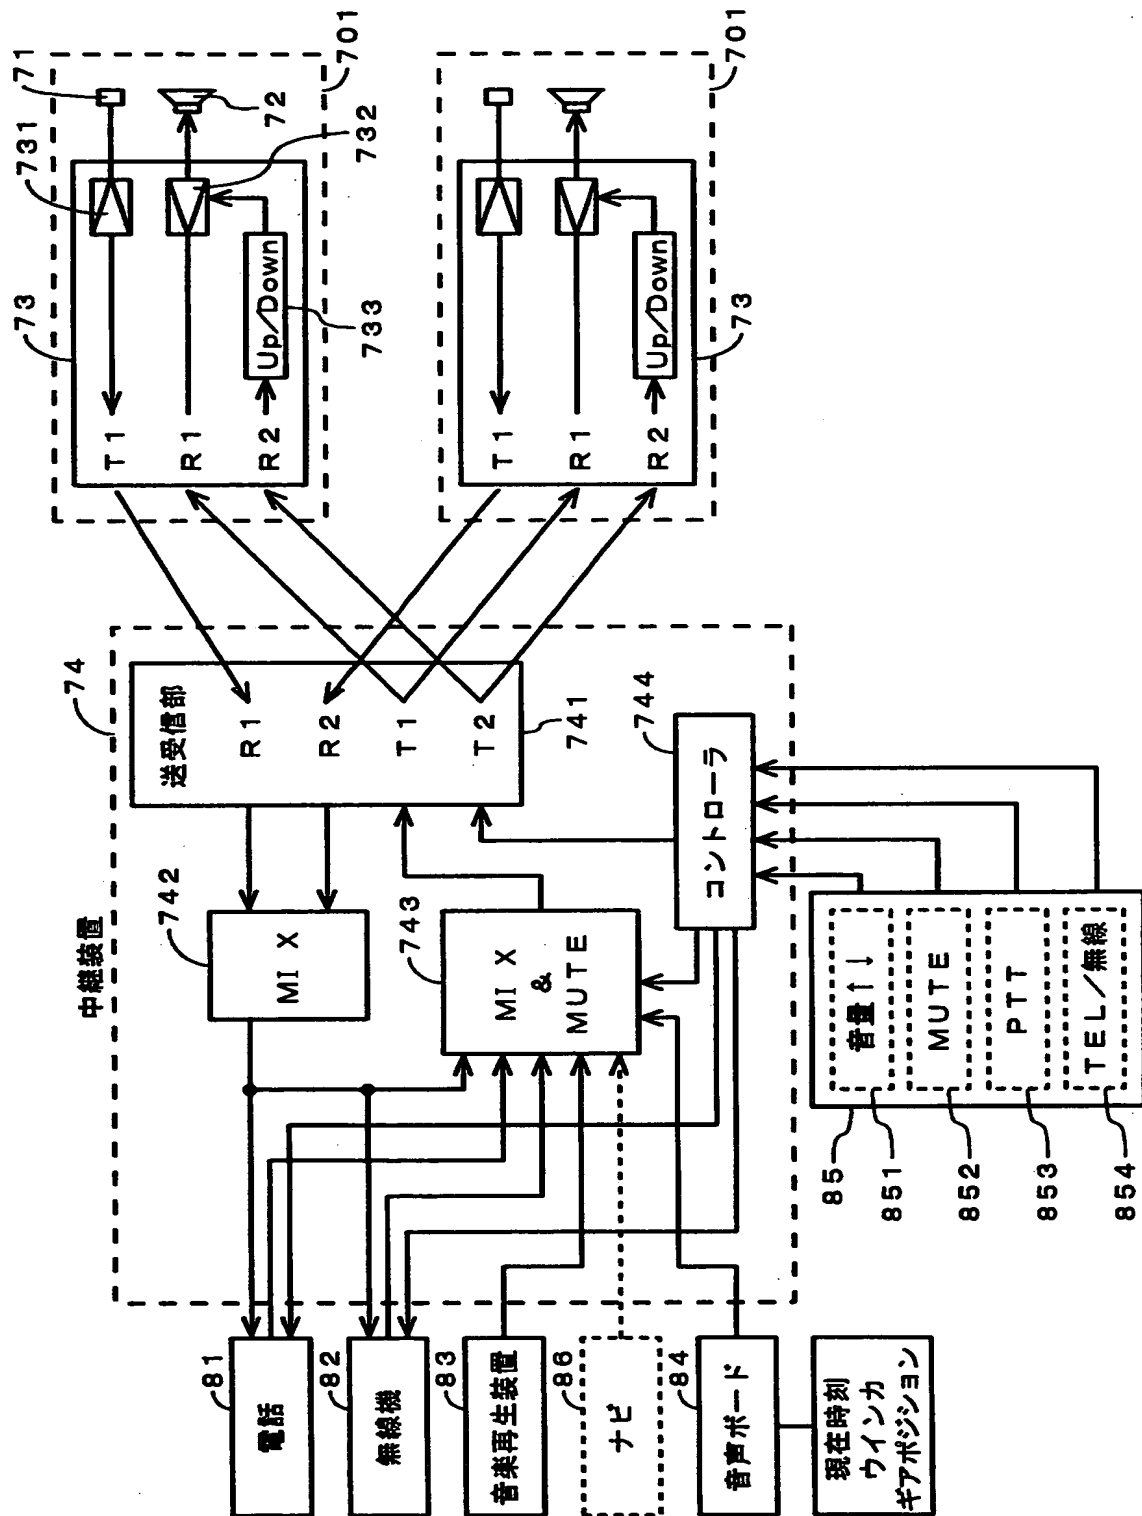 中継装置
74
送受信部
R1
R2
T1
T2
741
742
MIX
743
MIX
&
MUTE
744
コントローラ
73
731
71
T1
R1
R2
Up/Down
72
732
733
701
T1
R1
R2
Up/Down
73
701
81
電話
82
無線機
83
音楽再生装置
86
ナビ
84
音声ボード
現在時刻
ウインカ
ギアポジション
85
851
852
853
854
音量↑↓
MUTE
PTT
TEL/無線